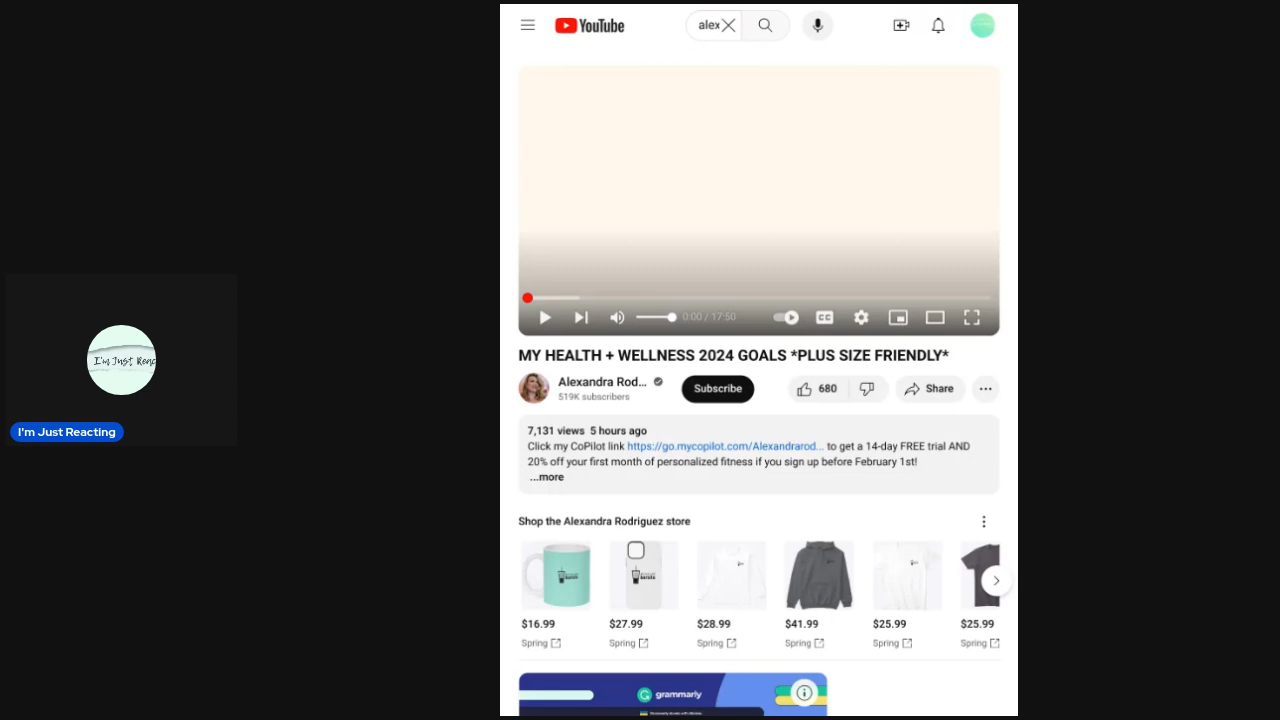 YouTube
alex
0:00 / 17:50
CC
MY HEALTH + WELLNESS 2024 GOALS *PLUS SIZE FRIENDLY*
Alexandra Rod...
519K subscribers
Subscribe
680
Share
7,131 views 5 hours ago
Click my CoPilot link https://go.mycopilot.com/Alexandrarod... to get a 14-day FREE trial AND
20% off your first month of personalized fitness if you sign up before February 1st!
...more
Shop the Alexandra Rodriguez store
$16.99 $27.99 $28.99 $41.99 $25.99 $25.99
Spring Spring Spring Spring Spring Spring
grammarly
I'm Just Reac
I'm Just Reacting